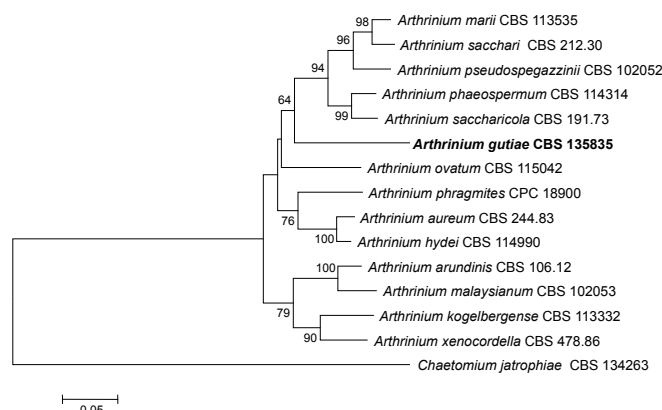 98
Arthrinium marii CBS 113535
96
Arthrinium sacchari CBS 212.30
94
Arthrinium pseudospegazzinii CBS 102052
64
Arthrinium phaeospermum CBS 114314
99
Arthrinium saccharicola CBS 191.73
Arthrinium gutiae CBS 135835
Arthrinium ovatum CBS 115042
Arthrinium phragmites CPC 18900
76
Arthrinium aureum CBS 244.83
100
Arthrinium hydei CBS 114990
100
Arthrinium arundinis CBS 106.12
79
Arthrinium malaysianum CBS 102053
Arthrinium kogelbergense CBS 113332
90
Arthrinium xenocordella CBS 478.86
Chaetomium jatrophiae CBS 134263
0.05